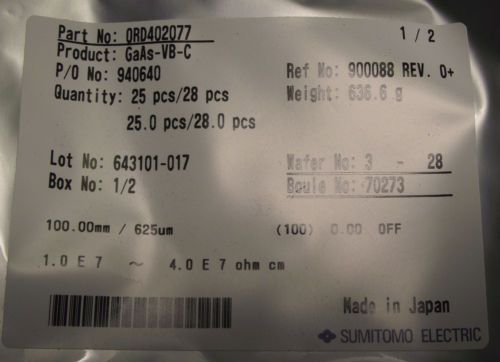 Part No: ORD402077 1 / 2
Product: GaAs-VB-C
P/O No: 940640 Ref No: 900088 REV. 0+
Quantity: 25 pcs/28 pcs Weight: 636.6 g
25.0 pcs/28.0 pcs
Lot No: 643101-017 Wafer No: 3 - 28
Box No: 1/2 Boule No: 70273
100.00mm / 625um (100) 0.00 OFF
1.0 E 7 ~ 4.0 E 7 ohm cm
Made in Japan
SUMITOMO ELECTRIC